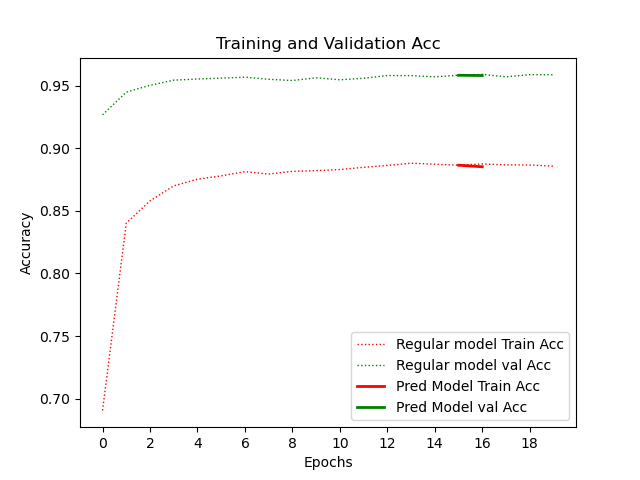 Training and Validation Acc
Accuracy
0.95
0.90
0.85
0.80
0.75
0.70
Regular model Train Acc
Regular model val Acc
Pred Model Train Acc
Pred Model val Acc
0 2 4 6 8 10 12 14 16 18
Epochs